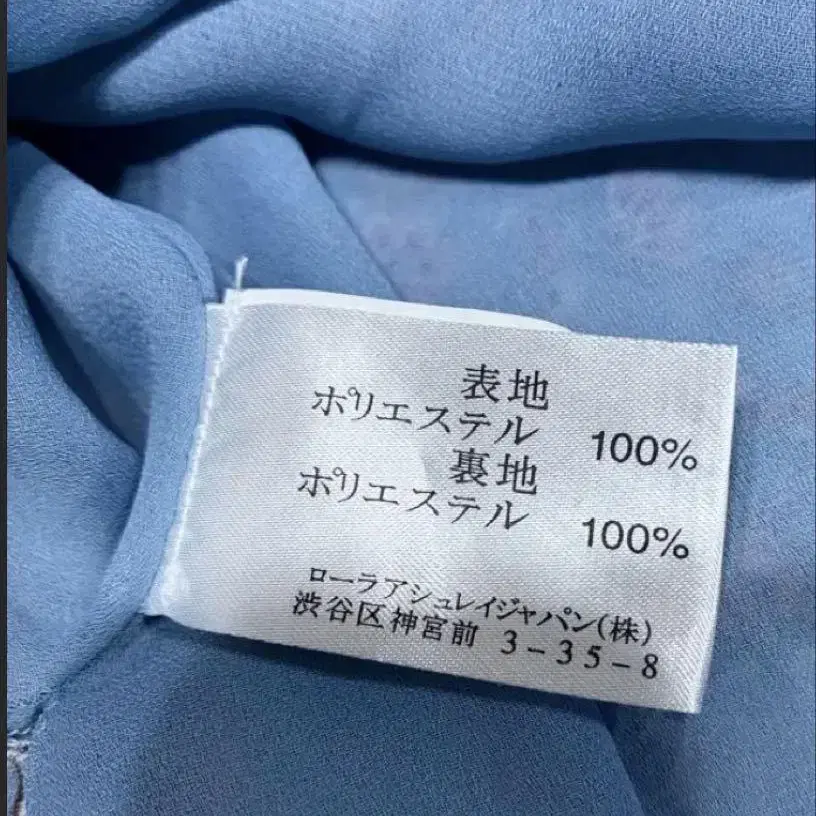 表地
ポリエステル 100%
裏地
ポリエステル 100%
ローラアシュレイジャパン(株)
渋谷区神宮前 3-35-8